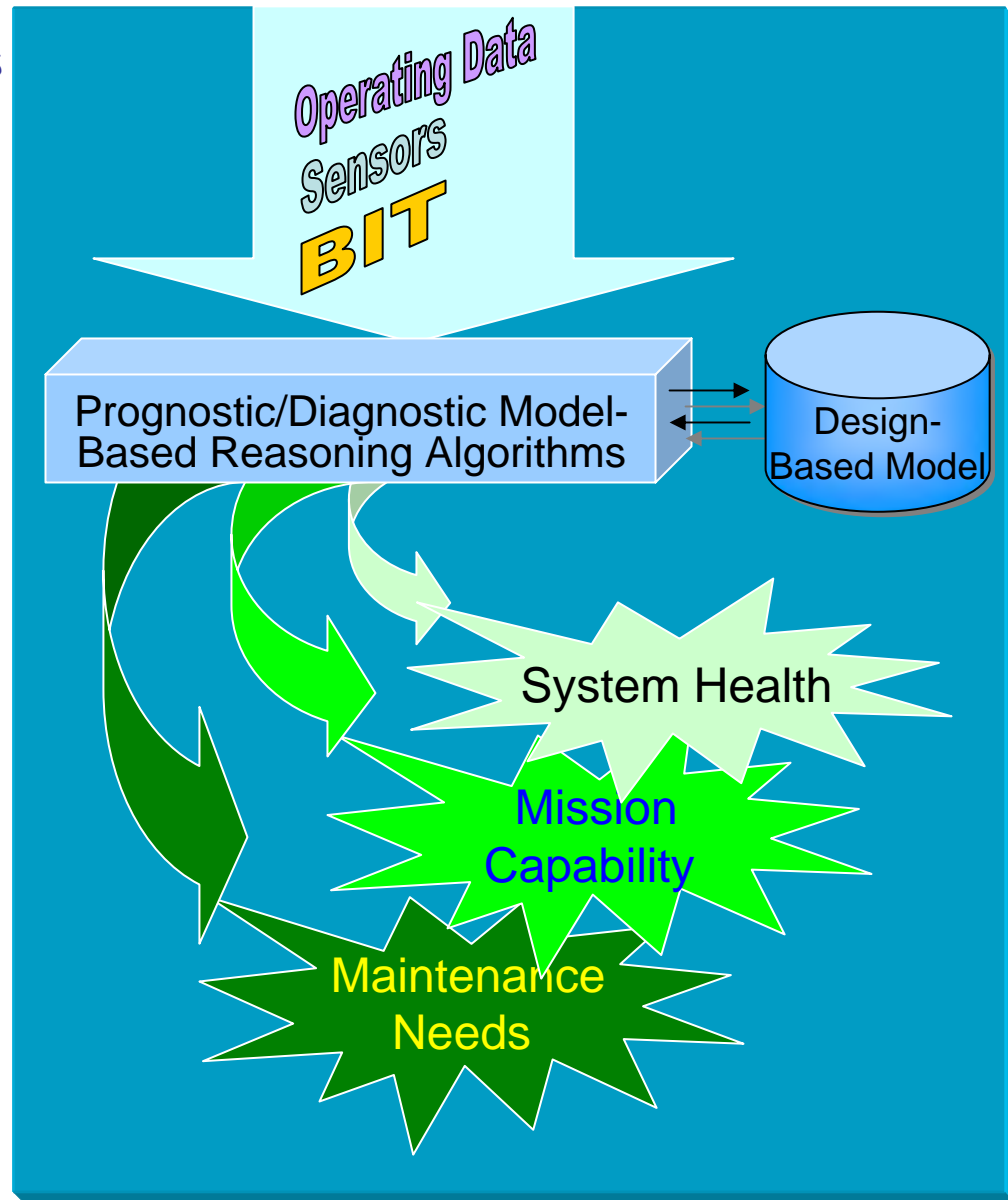 s
Operating Data
Sensors
BIT
Prognostic/Diagnostic Model-
Based Reasoning Algorithms
Design-
Based Model
System Health
Mission
Capability
Maintenance
Needs